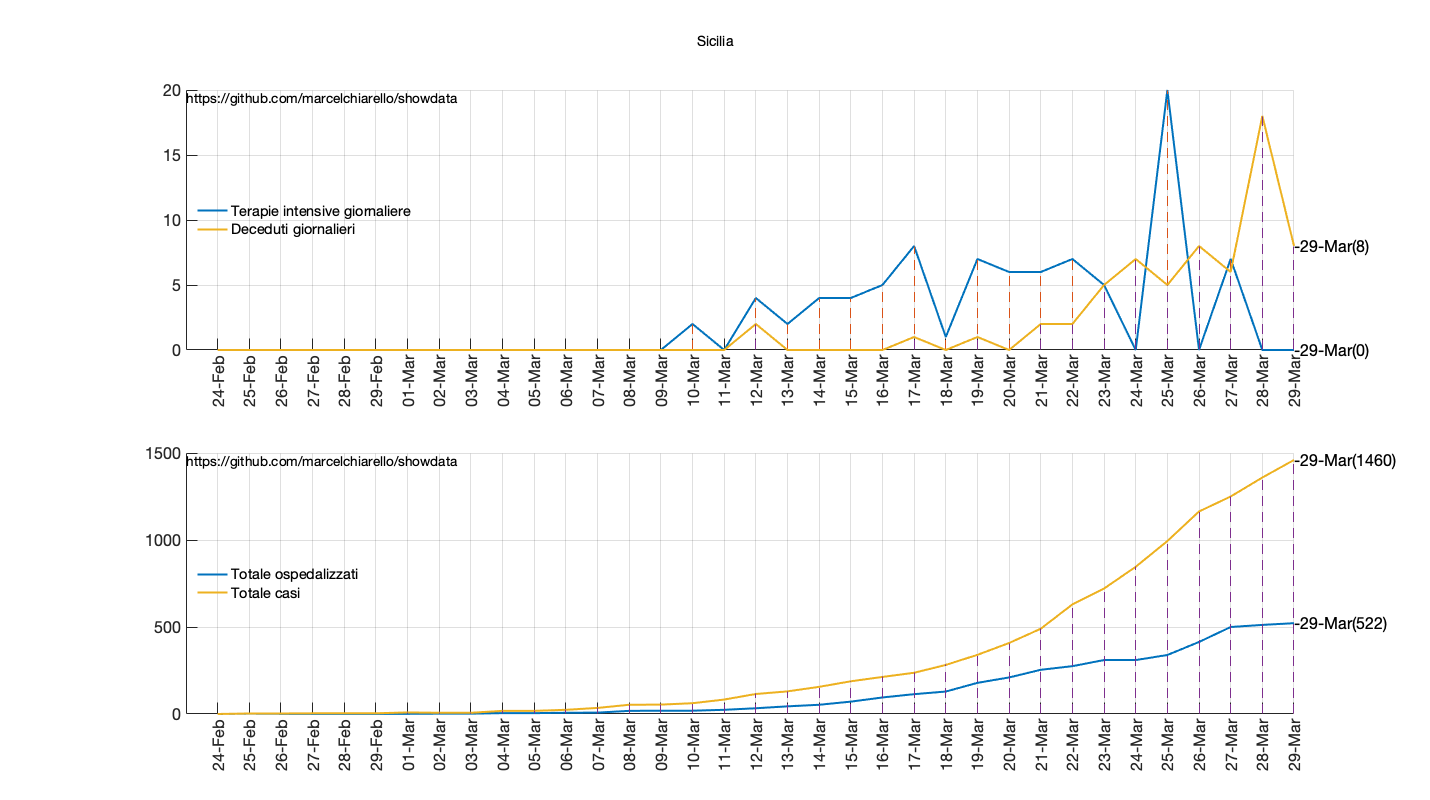 Sicilia
20
https://github.com/marcelchiarello/showdata
15
Terapie intensive giornaliere
10
Deceduti giornalieri
-29-Mar(8)
5
0
-29-Mar(0)
24-Feb
25-Feb
26-Feb
27-Feb
28-Feb
29-Feb
01-Mar
02-Mar
03-Mar
04-Mar
05-Mar
06-Mar
07-Mar
08-Mar
09-Mar
10-Mar
11-Mar
12-Mar
13-Mar
14-Mar
15-Mar
16-Mar
17-Mar
18-Mar
19-Mar
20-Mar
21-Mar
22-Mar
23-Mar
24-Mar
25-Mar
26-Mar
27-Mar
28-Mar
29-Mar
1500
https://github.com/marcelchiarello/showdata
-29-Mar(1460)
1000
Totale ospedalizzati
Totale casi
500
-29-Mar(522)
0
24-Feb
25-Feb
26-Feb
27-Feb
28-Feb
29-Feb
01-Mar
02-Mar
03-Mar
04-Mar
05-Mar
06-Mar
07-Mar
08-Mar
09-Mar
10-Mar
11-Mar
12-Mar
13-Mar
14-Mar
15-Mar
16-Mar
17-Mar
18-Mar
19-Mar
20-Mar
21-Mar
22-Mar
23-Mar
24-Mar
25-Mar
26-Mar
27-Mar
28-Mar
29-Mar